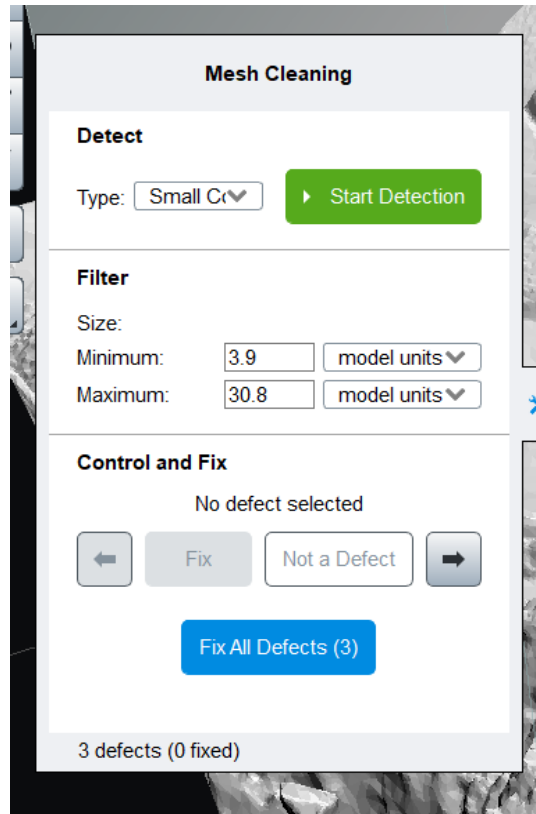 Mesh Cleaning
Detect
Type: Small Co
Start Detection
Filter
Size:
Minimum: 3.9 model units
Maximum: 30.8 model units
Control and Fix
No defect selected
Fix Not a Defect
Fix All Defects (3)
3 defects (0 fixed)